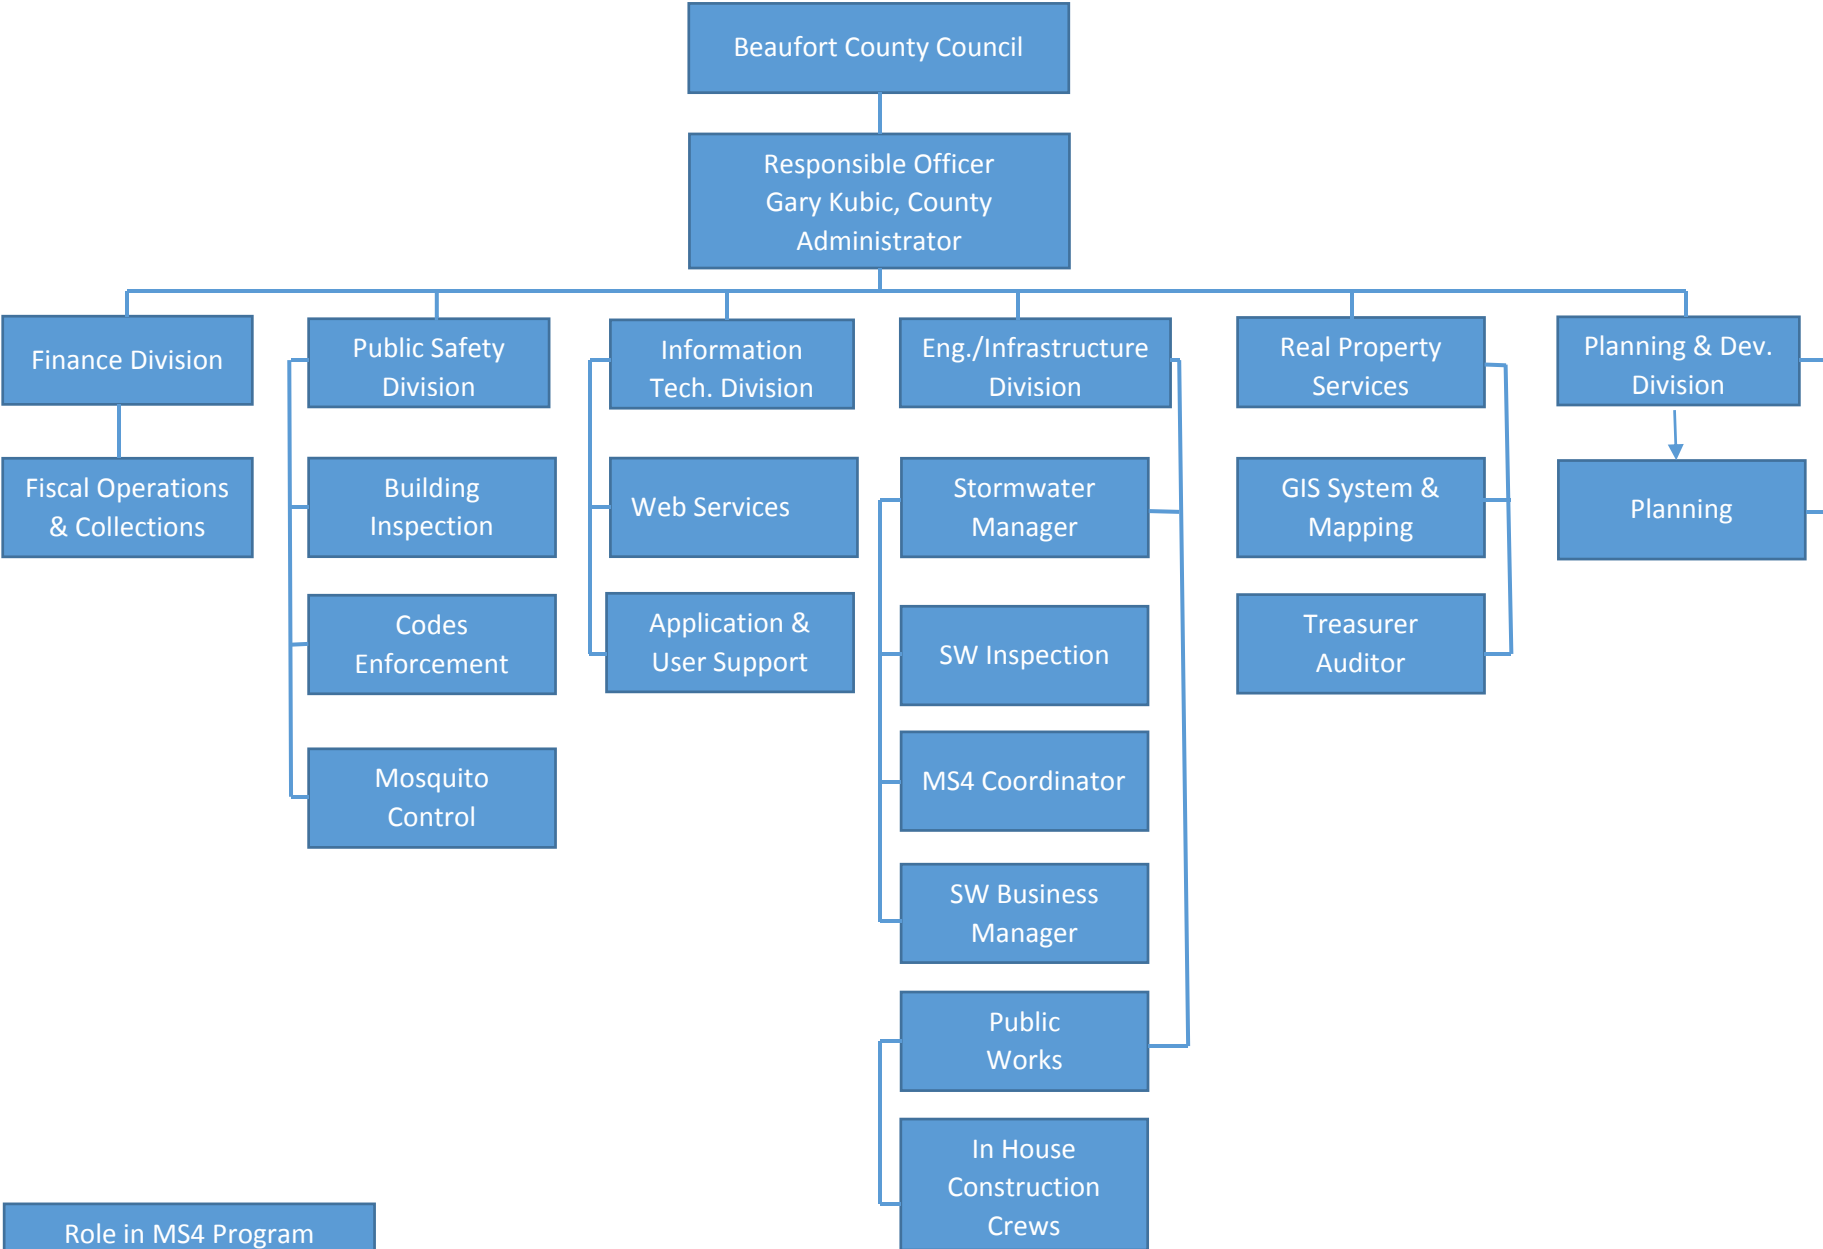 Beaufort County Council
Responsible Officer
Gary Kubic, County
Administrator
Finance Division
Public Safety
Division
Information
Tech. Division
Eng./Infrastructure
Division
Real Property
Services
Planning & Dev.
Division
Fiscal Operations
& Collections
Building
Inspection
Web Services
Stormwater
Manager
GIS System &
Mapping
Planning
Codes
Enforcement
Application &
User Support
SW Inspection
Treasurer
Auditor
Mosquito
Control
MS4 Coordinator
SW Business
Manager
Public
Works
In House
Construction
Crews
Role in MS4 Program